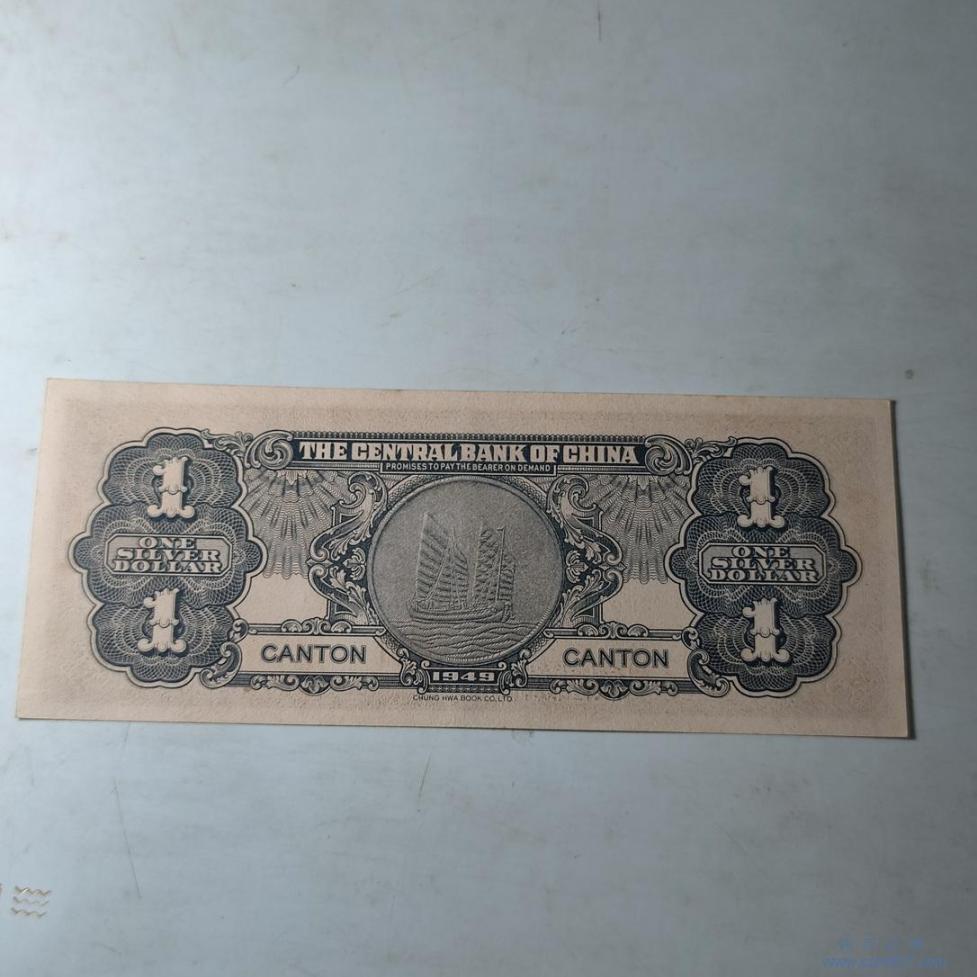 THE CENTRAL BANK OF CHINA
PROMISES TO PAY THE BEARER ON DEMAND
1
1
ONE
SILVER
DOLLAR
ONE
SILVER
DOLLAR
1
1
CANTON
CANTON
1949
CHUNG HWA BOOK CO., LTD.